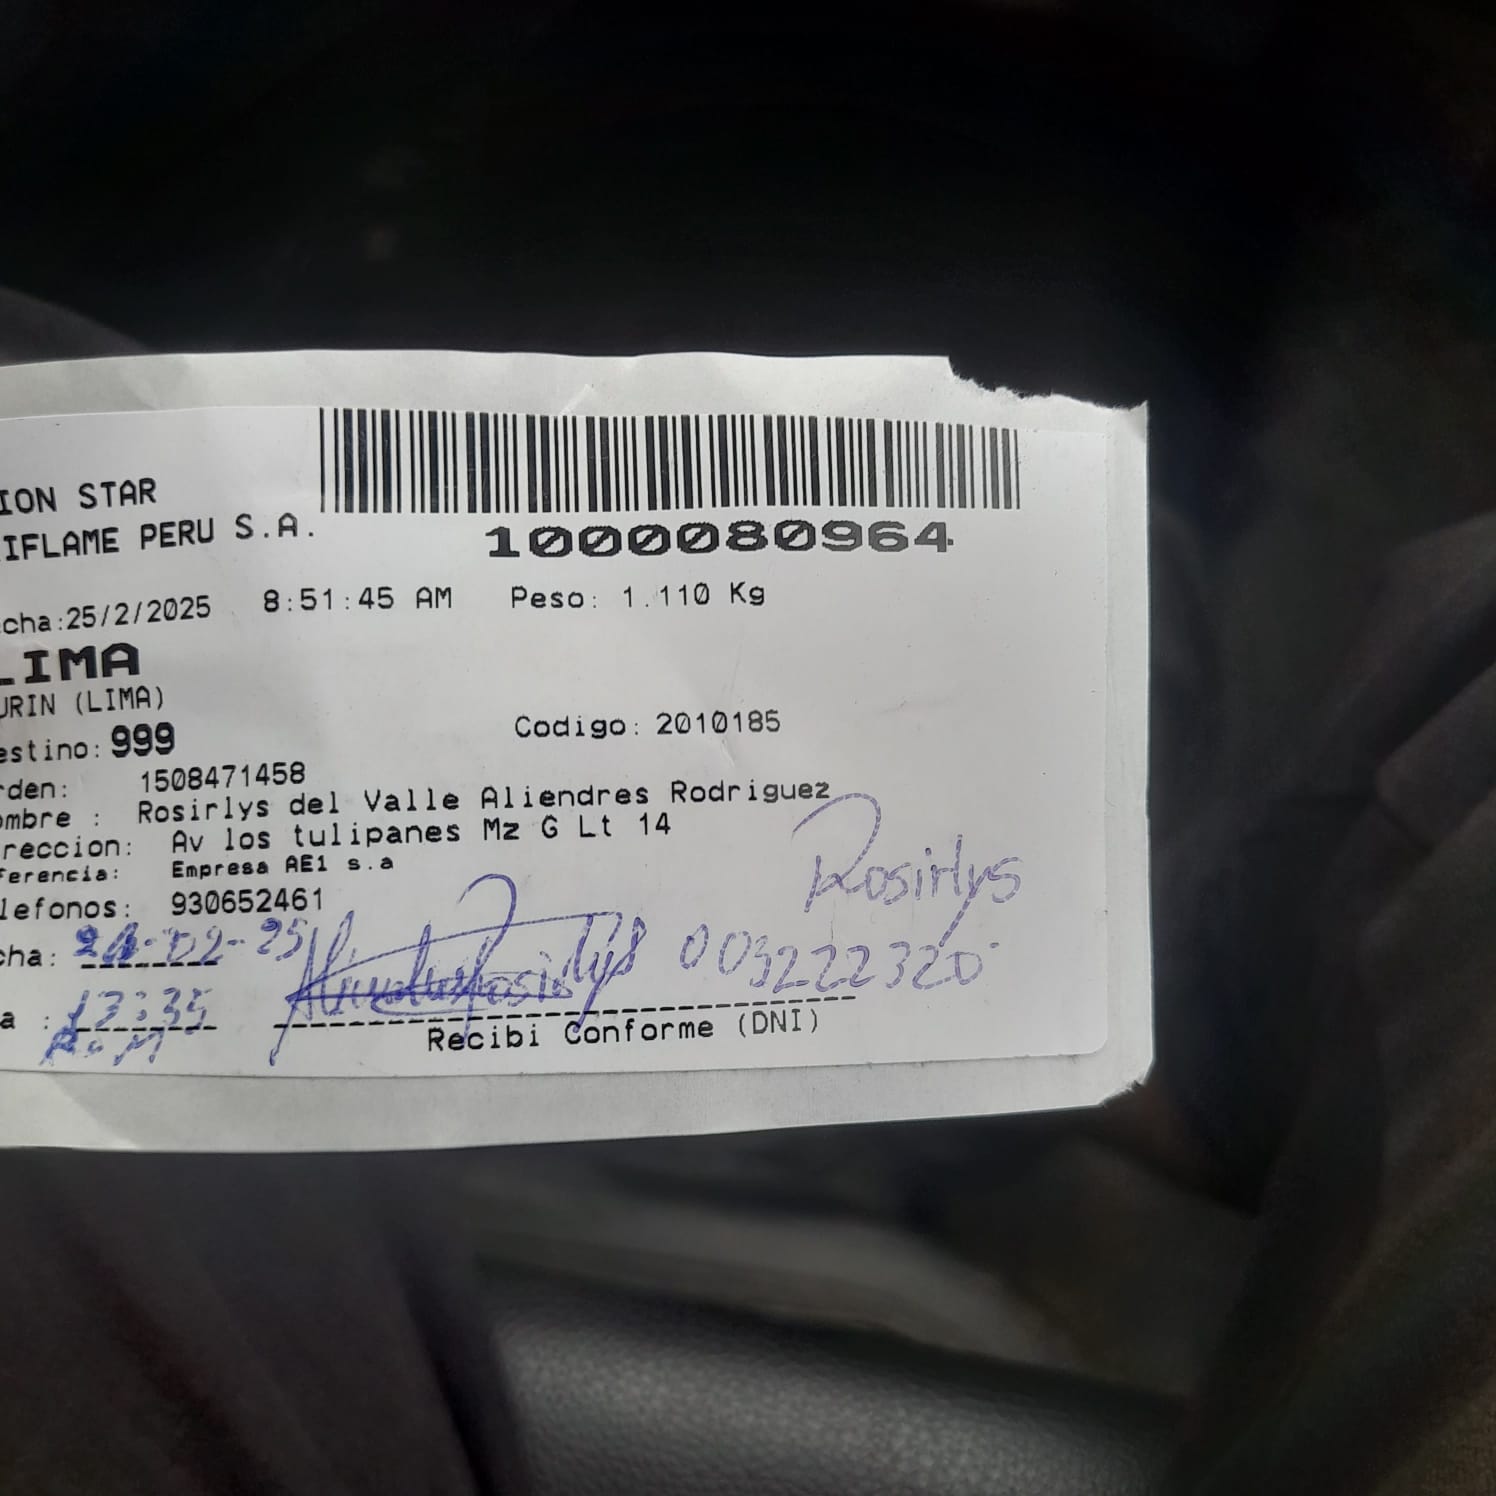 ION STAR
IFLAME PERU S.A.
1000080964
cha:25/2/2025 8:51:45 AM Peso: 1.110 Kg
LIMA
URIN (LIMA)
Codigo: 2010185
estino: 999
rden: 1508471458
ombre : Rosirlys del Valle Aliendres Rodriguez
reccion: Av los tulipanes Mz G Lt 14
ferencia: Empresa AE1 s.a
lefonos: 930652461
Rosirlys
cha: -02-25 003222320
a :
Recibi Conforme (DNI)